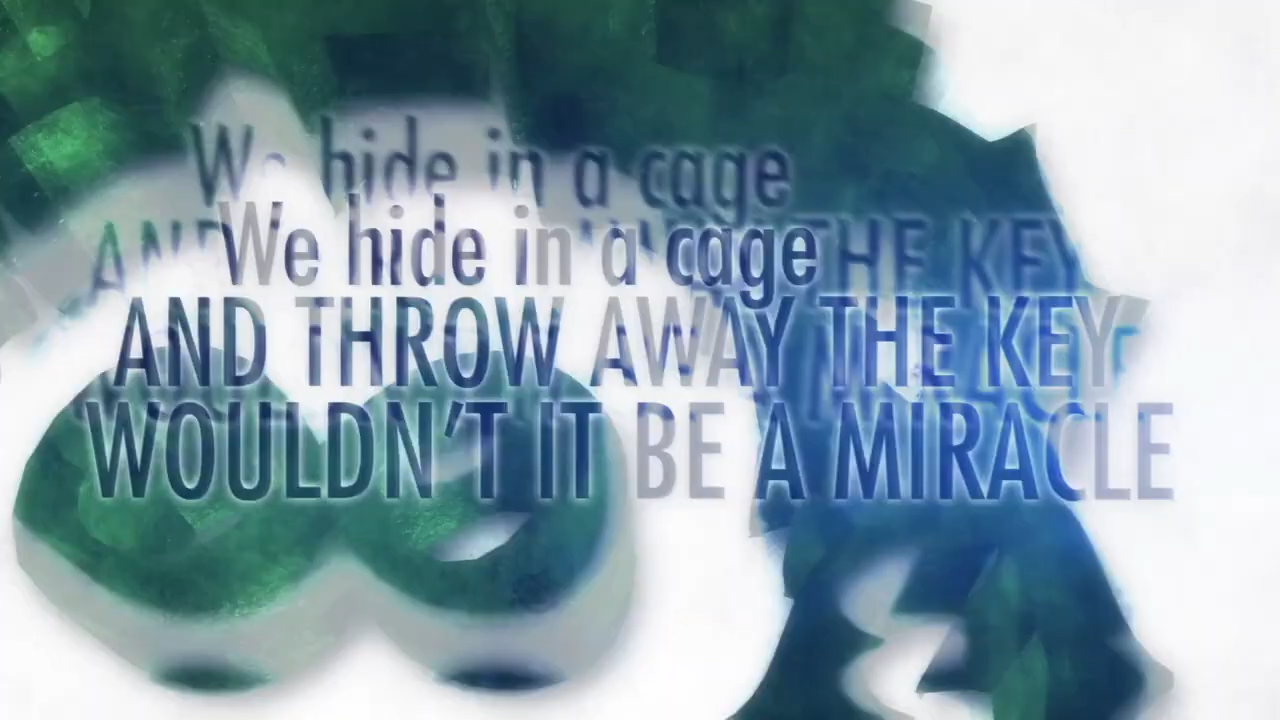 We hide in a cage
We hide in a cage
AND THROW AWAY THE KEY
WOULDN'T IT BE A MIRACLE